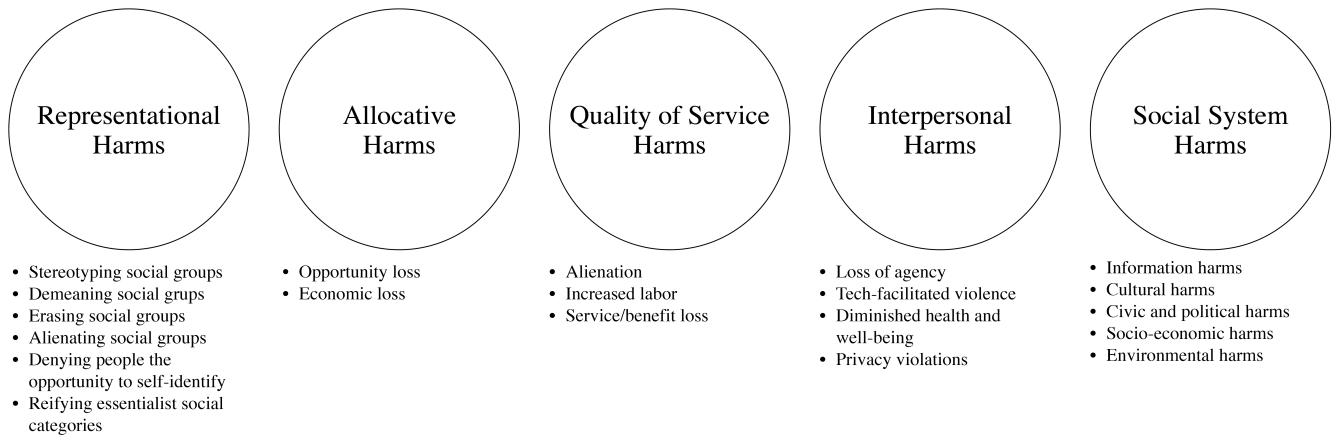 Representational
Harms
Allocative
Harms
Quality of Service
Harms
Interpersonal
Harms
Social System
Harms
• Stereotyping social groups
• Demeaning social grups
• Erasing social groups
• Alienating social groups
• Denying people the
opportunity to self-identify
• Reifying essentialist social
categories
• Opportunity loss
• Economic loss
• Alienation
• Increased labor
• Service/benefit loss
• Loss of agency
• Tech-facilitated violence
• Diminished health and
well-being
• Privacy violations
• Information harms
• Cultural harms
• Civic and political harms
• Socio-economic harms
• Environmental harms